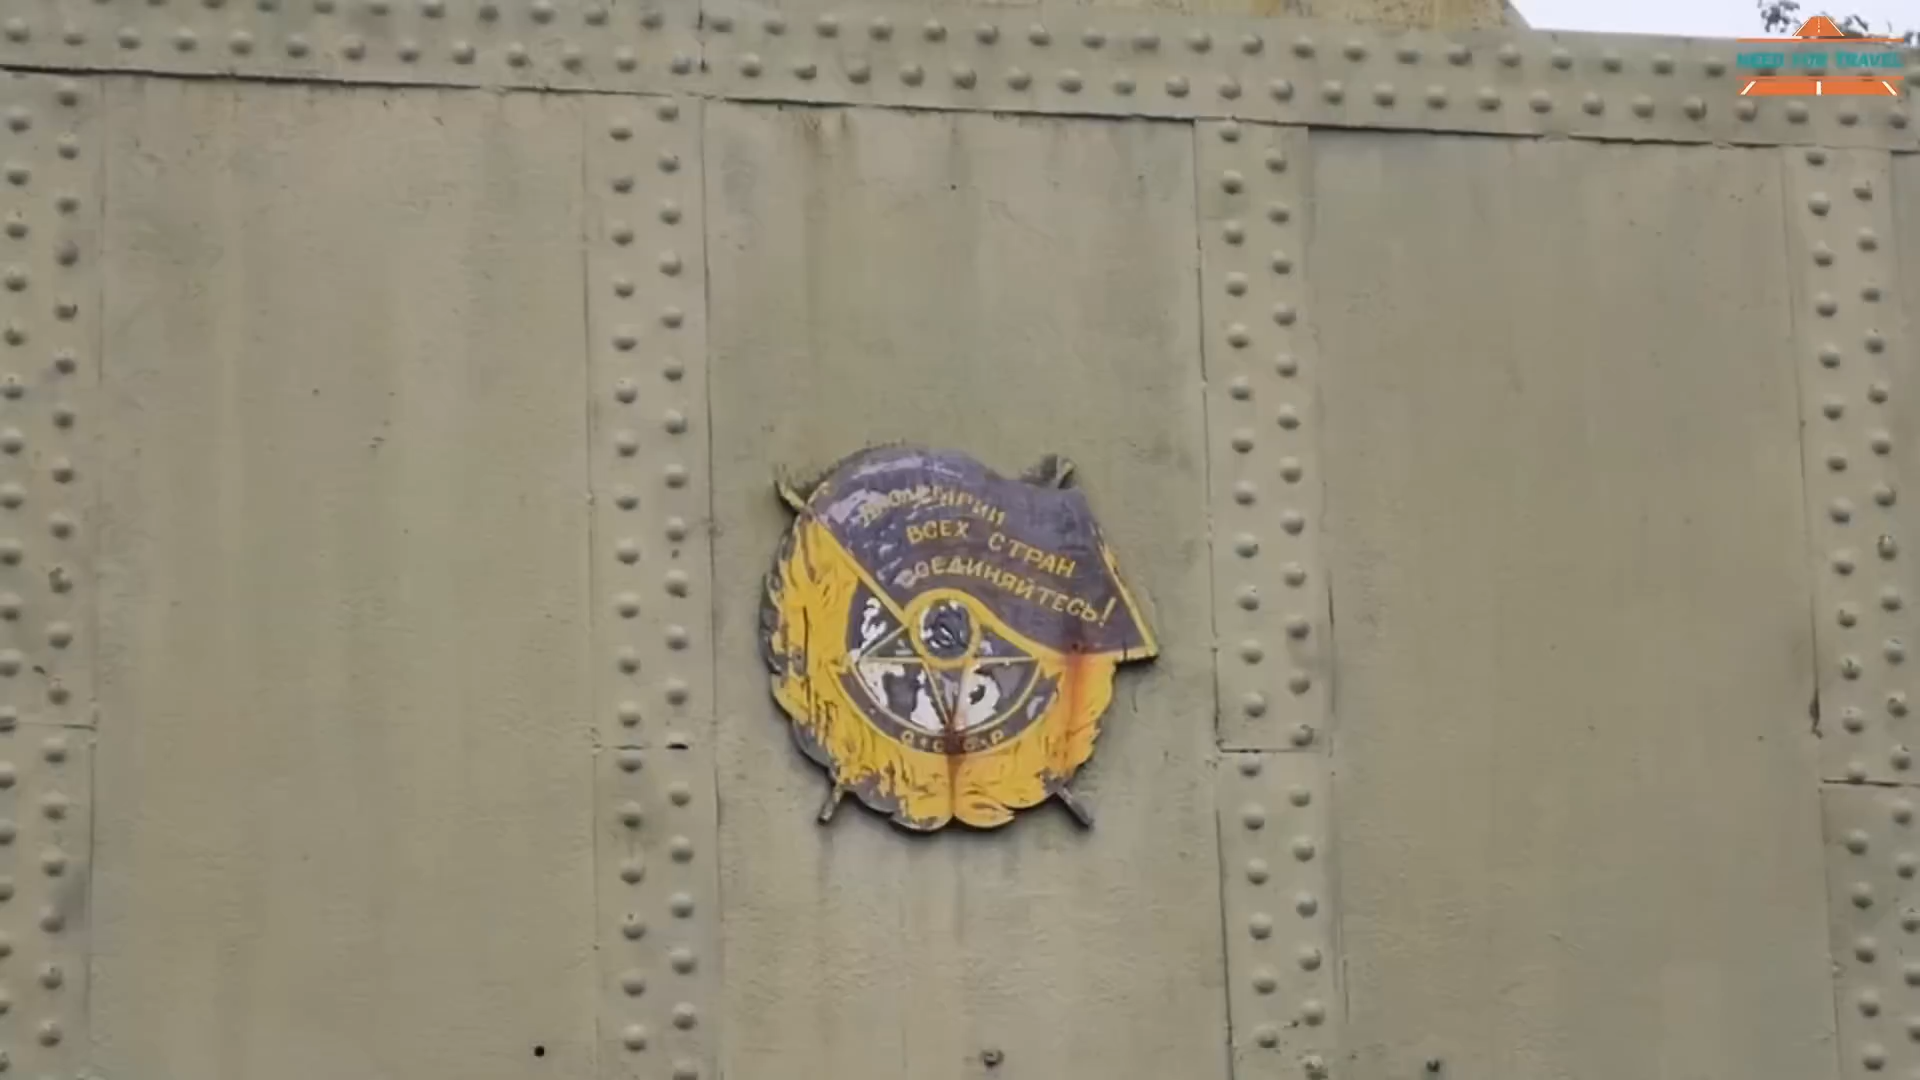 NEED FOR TRAVEL
ПРОЛЕТАРИИ
ВСЕХ СТРАН
СОЕДИНЯЙТЕСЬ!
С С С Р